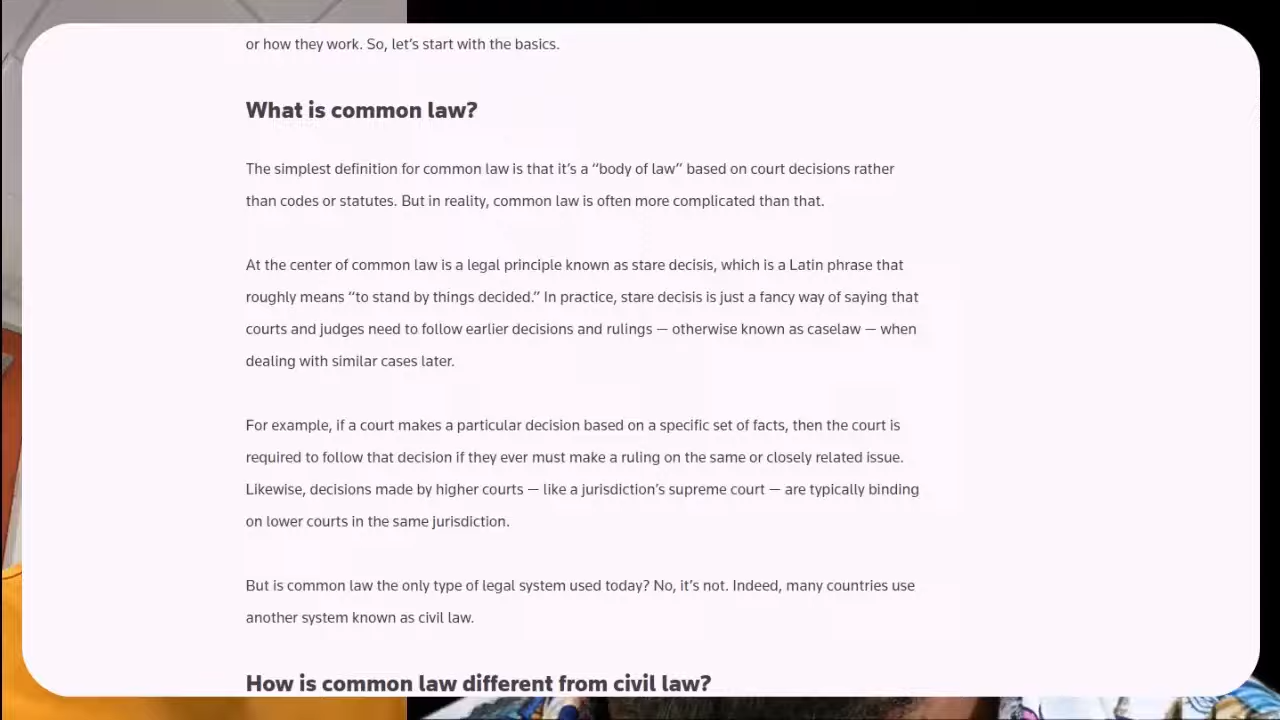 or how they work. So, let’s start with the basics.
What is common law?
The simplest definition for common law is that it’s a “body of law” based on court decisions rather
than codes or statutes. But in reality, common law is often more complicated than that.
At the center of common law is a legal principle known as stare decisis, which is a Latin phrase that
roughly means “to stand by things decided.” In practice, stare decisis is just a fancy way of saying that
courts and judges need to follow earlier decisions and rulings — otherwise known as caselaw — when
dealing with similar cases later.
For example, if a court makes a particular decision based on a specific set of facts, then the court is
required to follow that decision if they ever must make a ruling on the same or closely related issue.
Likewise, decisions made by higher courts — like a jurisdiction’s supreme court — are typically binding
on lower courts in the same jurisdiction.
But is common law the only type of legal system used today? No, it’s not. Indeed, many countries use
another system known as civil law.
How is common law different from civil law?